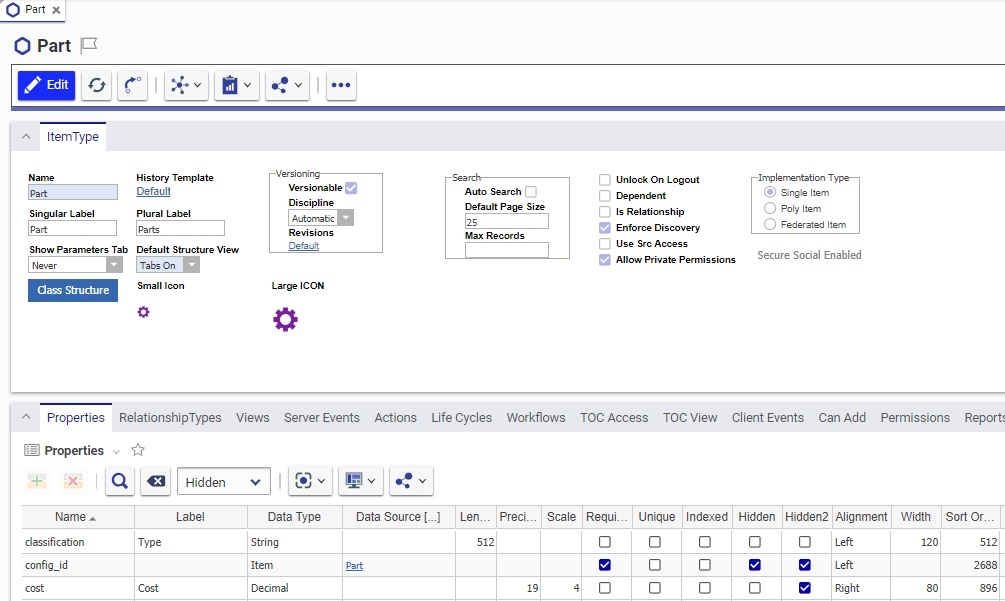 Part
Part
Edit
ItemType
Name
History Template
Part
Default
Singular Label
Plural Label
Part
Parts
Show Parameters Tab
Default Structure View
Never
Tabs On
Class Structure
Small Icon
Large ICON
Versioning
Versionable
Discipline
Automatic
Revisions
Default
Search
Auto Search
Default Page Size
25
Max Records
Unlock On Logout
Dependent
Is Relationship
Enforce Discovery
Use Src Access
Allow Private Permissions
Implementation Type
Single Item
Poly Item
Federated Item
Secure Social Enabled
Properties RelationshipTypes Views Server Events Actions Life Cycles Workflows TOC Access TOC View Client Events Can Add Permissions Reports
Properties
Hidden
Name Label Data Type Data Source [...] Len... Preci... Scale Requi... Unique Indexed Hidden Hidden2 Alignment Width Sort Or...
classification Type String 512 Left 120 512
config_id Item Part Left 2688
cost Cost Decimal 19 4 Right 80 896